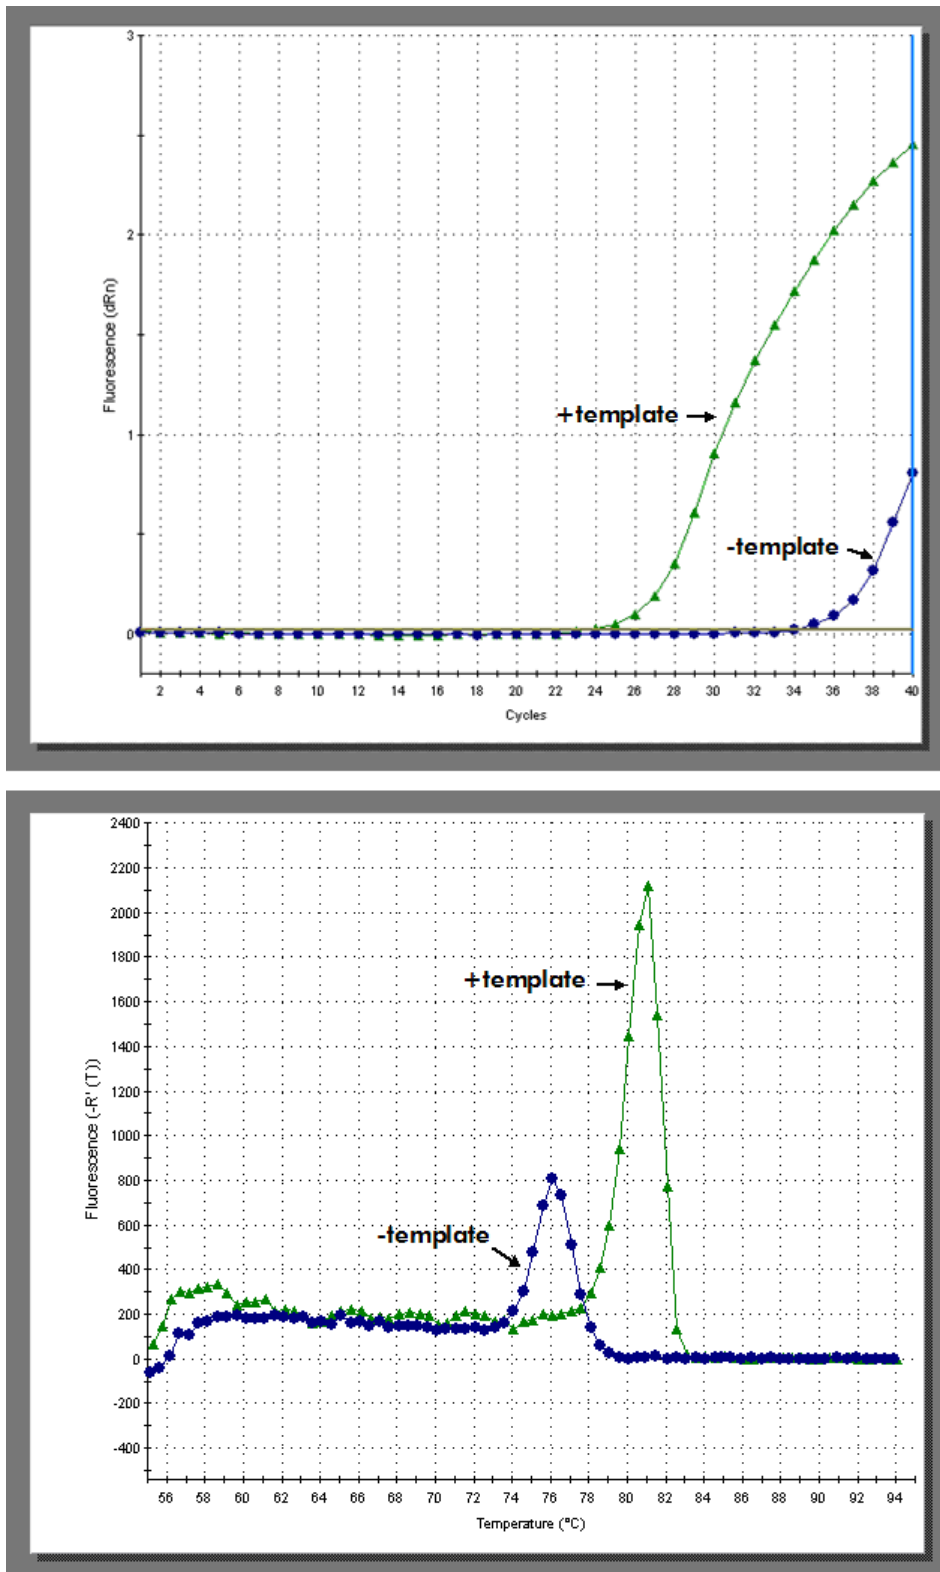 3
2
1
0
Fluorescence (dRn)
+template
-template
2 4 6 8 10 12 14 16 18 20 22 24 26 28 30 32 34 36 38 40
Cycles
2400
2200
2000
1800
1600
1400
1200
1000
800
600
400
200
0
-200
-400
Fluorescence (-R' (T))
+template
-template
56 58 60 62 64 66 68 70 72 74 76 78 80 82 84 86 88 90 92 94
Temperature (°C)